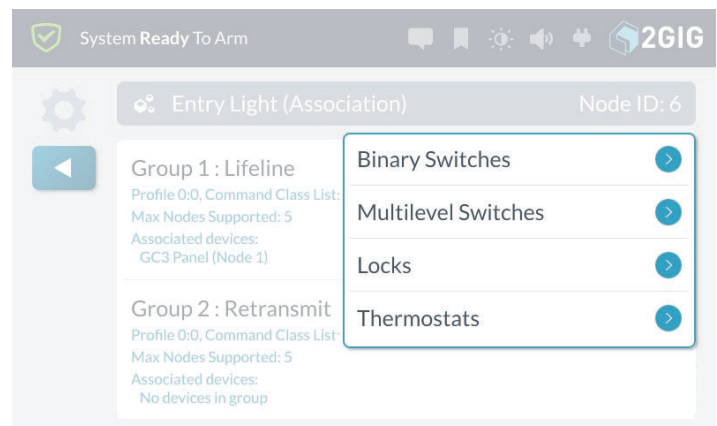 System Ready To Arm
2GIG
Entry Light (Association)
Node ID: 6
Group 1 : Lifeline
Profile 0:0, Command Class List:
Max Nodes Supported: 5
Associated devices:
GC3 Panel (Node 1)
Group 2 : Retransmit
Profile 0:0, Command Class List:
Max Nodes Supported: 5
Associated devices:
No devices in group
Binary Switches
Multilevel Switches
Locks
Thermostats